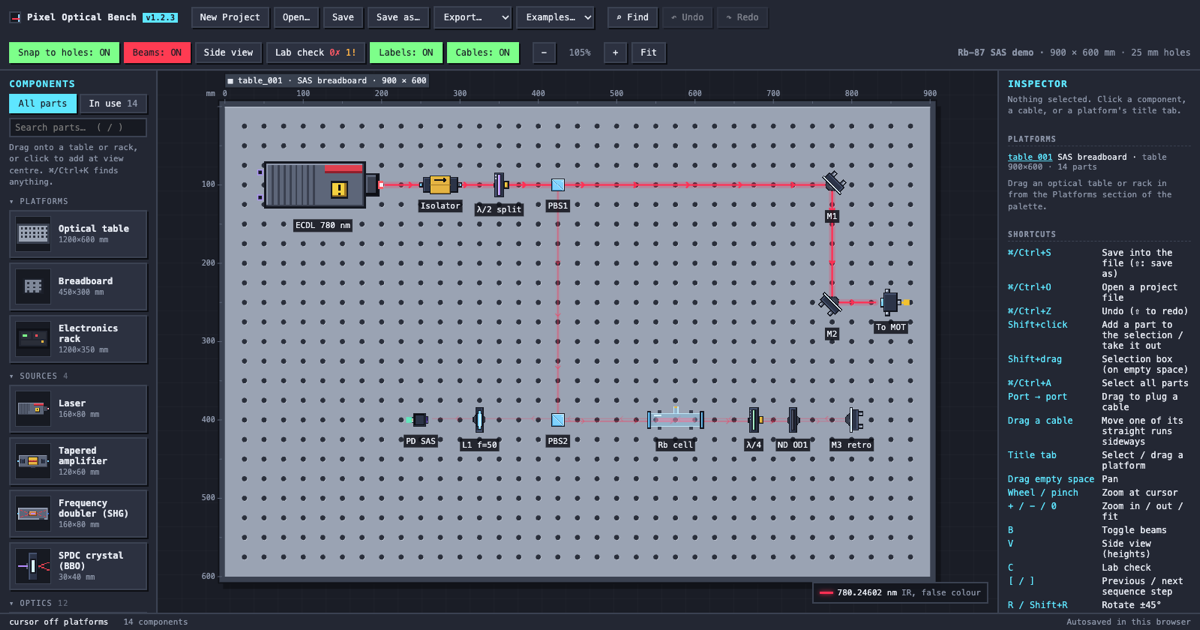 Pixel Optical Bench v1.2.3 New Project Open… Save Save as… Export… Examples… Find Undo Redo
Snap to holes: ON Beams: ON Side view Lab check 0✗ 1! Labels: ON Cables: ON − 105% + Fit Rb-87 SAS demo · 900 × 600 mm · 25 mm holes
COMPONENTS
All parts In use 14
Search parts… ( / )
Drag onto a table or rack,
or click to add at view
centre. ⌘/Ctrl+K finds
anything.
▾ PLATFORMS
Optical table
1200×600 mm
Breadboard
450×300 mm
Electronics
rack
1200×350 mm
▾ SOURCES 4
Laser
160×80 mm
Tapered
amplifier
120×60 mm
Frequency
doubler (SHG)
160×80 mm
SPDC crystal
(BBO)
30×40 mm
▾ OPTICS 12
■ table_001 · SAS breadboard · 900 × 600
mm 0 100 200 300 400 500 600 700 800 900
100
200
300
400
500
600
ECDL 780 nm
Isolator
λ/2 split
PBS1
M1
M2
To MOT
PD SAS
L1 f=50
PBS2
Rb cell
λ/4
ND OD1
M3 retro
780.24602 nm IR, false colour
INSPECTOR
Nothing selected. Click a component,
a cable, or a platform's title tab.
PLATFORMS
table_001 SAS breadboard · table
900×600 · 14 parts
Drag an optical table or rack in
from the Platforms section of the
palette.
SHORTCUTS
⌘/Ctrl+S Save into the
file (⇧: save
as)
⌘/Ctrl+O Open a project
file
⌘/Ctrl+Z Undo (⇧ to redo)
Shift+click Add a part to
the selection /
take it out
Shift+drag Selection box
(on empty space)
⌘/Ctrl+A Select all parts
Port → port Drag to plug a
cable
Drag a cable Move one of its
straight runs
sideways
Title tab Select / drag a
platform
Drag empty space Pan
Wheel / pinch Zoom at cursor
+ / − / 0 Zoom in / out /
fit
B Toggle beams
V Side view
(heights)
C Lab check
[ / ] Previous / next
sequence step
R / Shift+R Rotate ±45°
cursor off platforms 14 components Autosaved in this browser